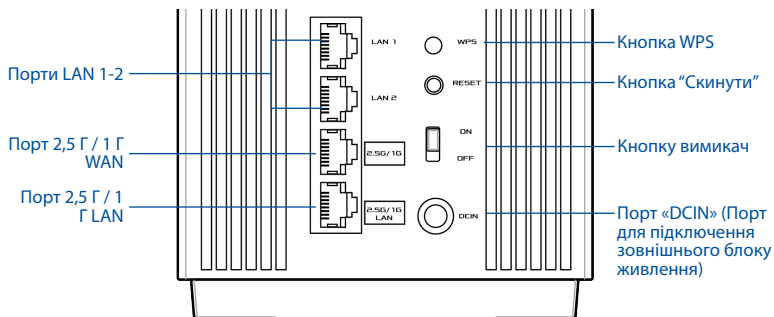 Порти LAN 1-2
Порт 2,5 Г / 1 Г
WAN
Порт 2,5 Г / 1
Г LAN
LAN 1
LAN 2
2.5G/1G
2.5G/1G
LAN
WPS
RESET
ON
OFF
DCIN
Кнопка WPS
Кнопка “Скинути”
Кнопку вимикач
Порт «DCIN» (Порт
для підключення
зовнішнього блоку
живлення)